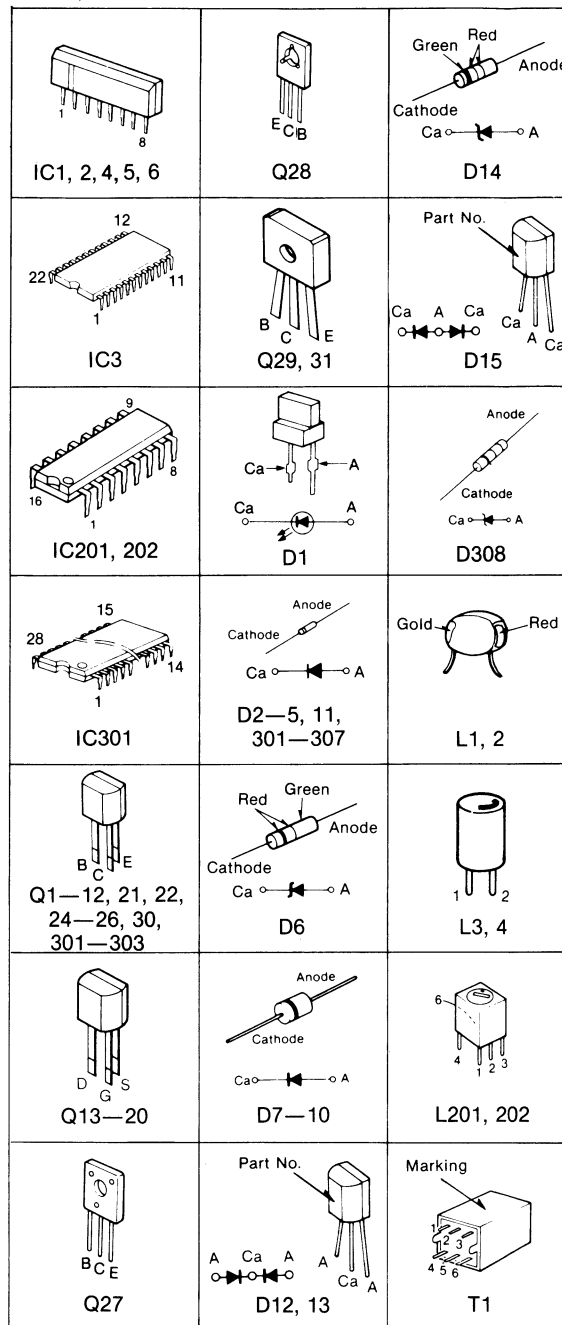 1
8
IC1, 2, 4, 5, 6
E C B
Q28
Green
Red
Anode
Cathode
Ca A
D14
12
22
11
1
IC3
B
C
E
Q29, 31
Part No.
Ca A Ca
Ca
A
Ca
D15
9
16
8
1
IC201, 202
Ca
A
Ca A
D1
Anode
Cathode
Ca A
D308
15
28
14
1
IC301
Anode
Cathode
Ca A
D2—5, 11,
301—307
Gold
Red
L1, 2
B
C
E
Q1—12, 21, 22,
24—26, 30,
301—303
Red
Green
Anode
Cathode
Ca A
D6
1 2
L3, 4
D
G
S
Q13—20
Anode
Cathode
Ca A
D7—10
6
4
1 2 3
L201, 202
B C E
Q27
Part No.
A Ca A
A
Ca
A
D12, 13
Marking
1
2 3
4 5 6
T1